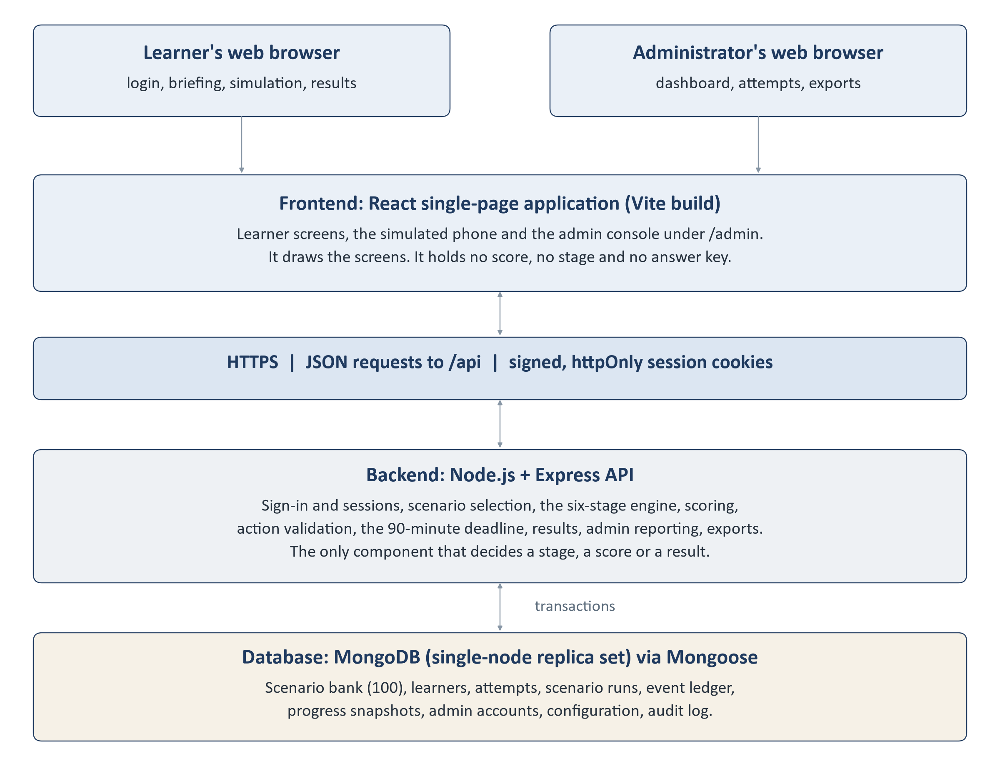 Learner's web browser
login, briefing, simulation, results
Administrator's web browser
dashboard, attempts, exports
Frontend: React single-page application (Vite build)
Learner screens, the simulated phone and the admin console under /admin.
It draws the screens. It holds no score, no stage and no answer key.
HTTPS | JSON requests to /api | signed, httpOnly session cookies
Backend: Node.js + Express API
Sign-in and sessions, scenario selection, the six-stage engine, scoring,
action validation, the 90-minute deadline, results, admin reporting, exports.
The only component that decides a stage, a score or a result.
transactions
Database: MongoDB (single-node replica set) via Mongoose
Scenario bank (100), learners, attempts, scenario runs, event ledger,
progress snapshots, admin accounts, configuration, audit log.